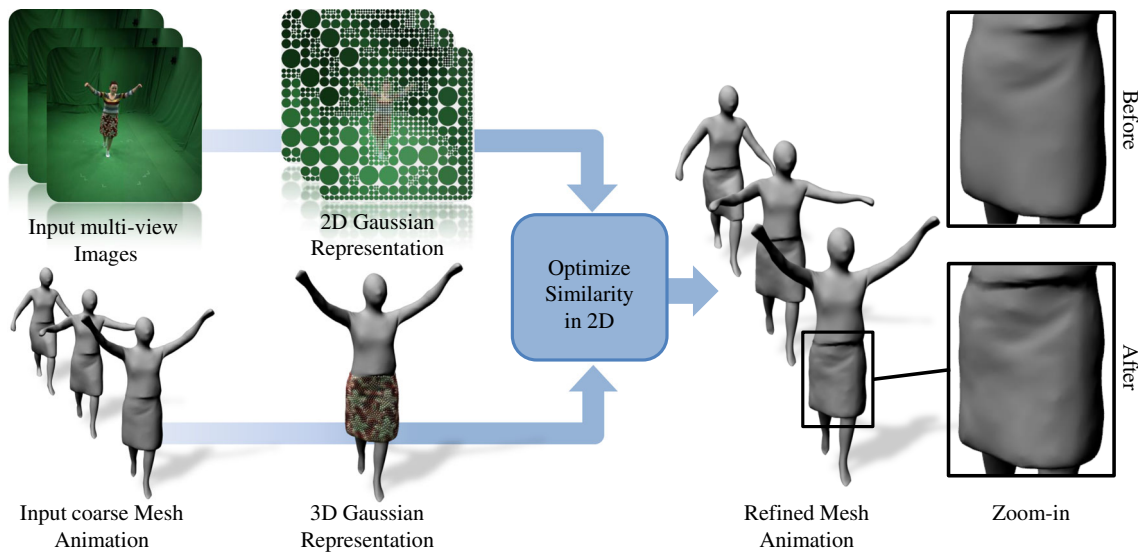 Input multi-view
Images
2D Gaussian
Representation
Optimize
Similarity
in 2D
Input coarse Mesh
Animation
3D Gaussian
Representation
Refined Mesh
Animation
Before
After
Zoom-in